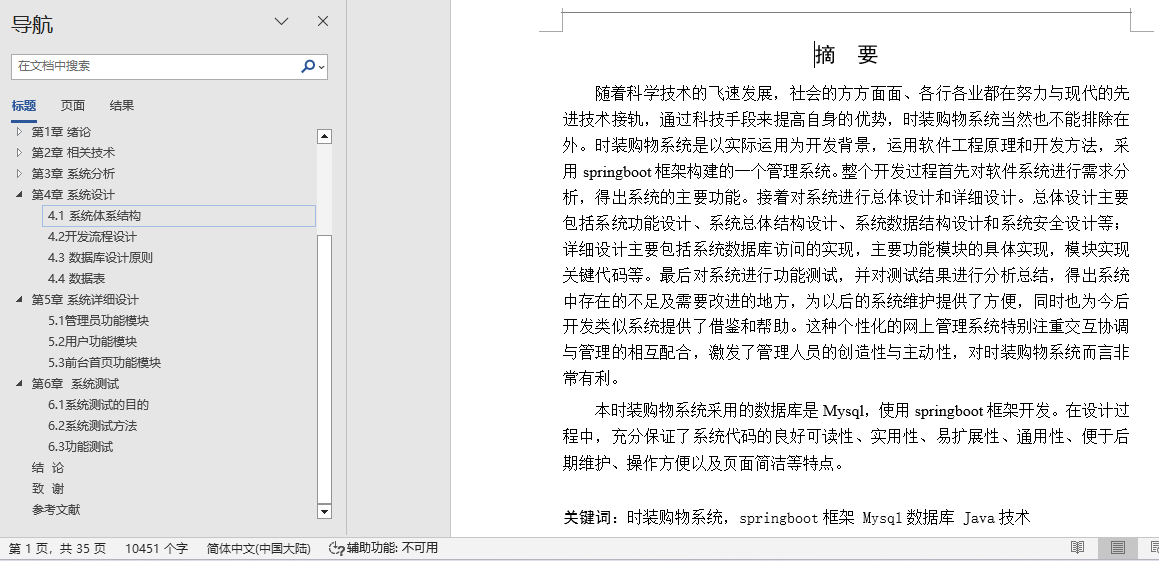 导航
在文档中搜索
标题 页面 结果
第1章 绪论
第2章 相关技术
第3章 系统分析
第4章 系统设计
4.1 系统体系结构
4.2开发流程设计
4.3 数据库设计原则
4.4 数据表
第5章 系统详细设计
5.1管理员功能模块
5.2用户功能模块
5.3前台首页功能模块
第6章 系统测试
6.1系统测试的目的
6.2系统测试方法
6.3功能测试
结 论
致 谢
参考文献
摘 要
随着科学技术的飞速发展，社会的方方面面、各行各业都在努力与现代的先
进技术接轨，通过科技手段来提高自身的优势，时装购物系统当然也不能排除在
外。时装购物系统是以实际运用为开发背景，运用软件工程原理和开发方法，采
用 springboot 框架构建的一个管理系统。整个开发过程首先对软件系统进行需求分
析，得出系统的主要功能。接着对系统进行总体设计和详细设计。总体设计主要
包括系统功能设计、系统总体结构设计、系统数据结构设计和系统安全设计等；
详细设计主要包括系统数据库访问的实现，主要功能模块的具体实现，模块实现
关键代码等。最后对系统进行功能测试，并对测试结果进行分析总结，得出系统
中存在的不足及需要改进的地方，为以后的系统维护提供了方便，同时也为今后
开发类似系统提供了借鉴和帮助。这种个性化的网上管理系统特别注重交互协调
与管理的相互配合，激发了管理人员的创造性与主动性，对时装购物系统而言非
常有利。
本时装购物系统采用的数据库是 Mysql，使用 springboot 框架开发。在设计过
程中，充分保证了系统代码的良好可读性、实用性、易扩展性、通用性、便于后
期维护、操作方便以及页面简洁等特点。
关键词：时装购物系统，springboot 框架 Mysql 数据库 Java 技术
第 1 页，共 35 页 10451 个字 简体中文(中国大陆) 辅助功能: 不可用